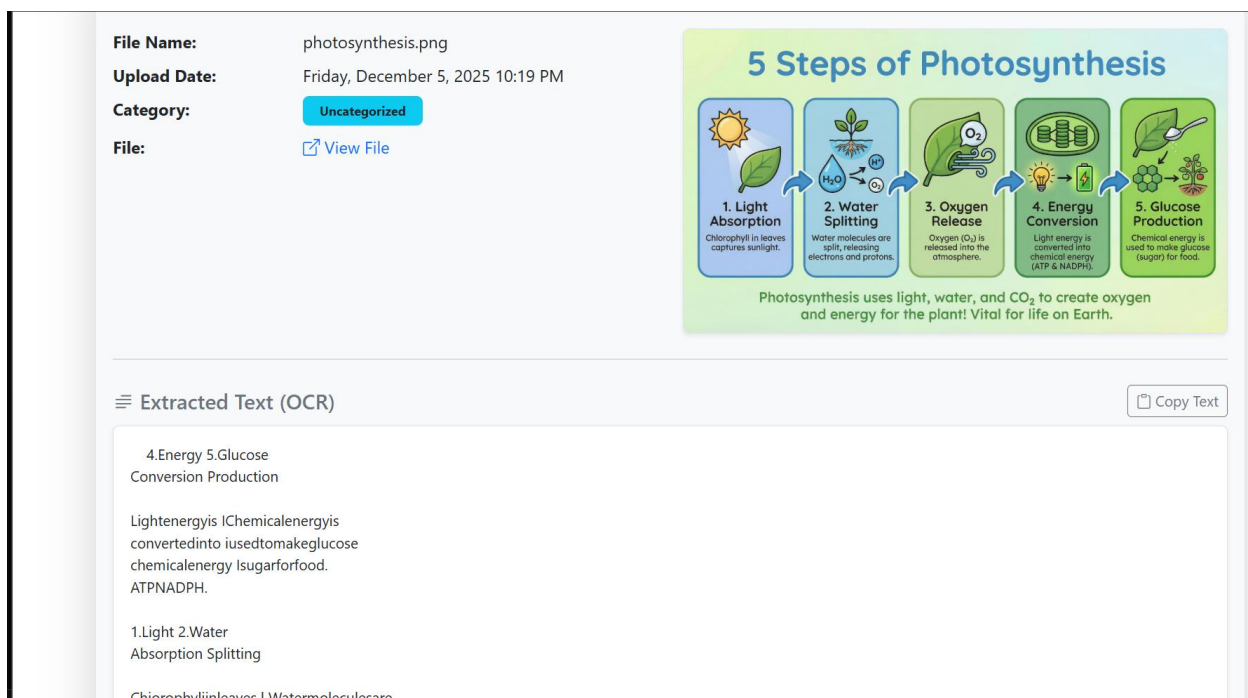 File Name: photosynthesis.png
Upload Date: Friday, December 5, 2025 10:19 PM
Category: Uncategorized
File: View File
5 Steps of Photosynthesis
H₂O
H⁺
O₂
O₂
1. Light
Absorption
Chlorophyll in leaves
captures sunlight.
2. Water
Splitting
Water molecules are
split, releasing
electrons and protons.
3. Oxygen
Release
Oxygen (O₂) is
released into the
atmosphere.
4. Energy
Conversion
Light energy is
converted into
chemical energy
(ATP & NADPH).
5. Glucose
Production
Chemical energy is
used to make glucose
(sugar) for food.
Photosynthesis uses light, water, and CO₂ to create oxygen
and energy for the plant! Vital for life on Earth.
Extracted Text (OCR)
Copy Text
4.Energy 5.Glucose
Conversion Production
Lightenergyis IChemicalenergyis
convertedinto iusedtomakeglucose
chemicalenergy Isugarforfood.
ATPNADPH.
1.Light 2.Water
Absorption Splitting